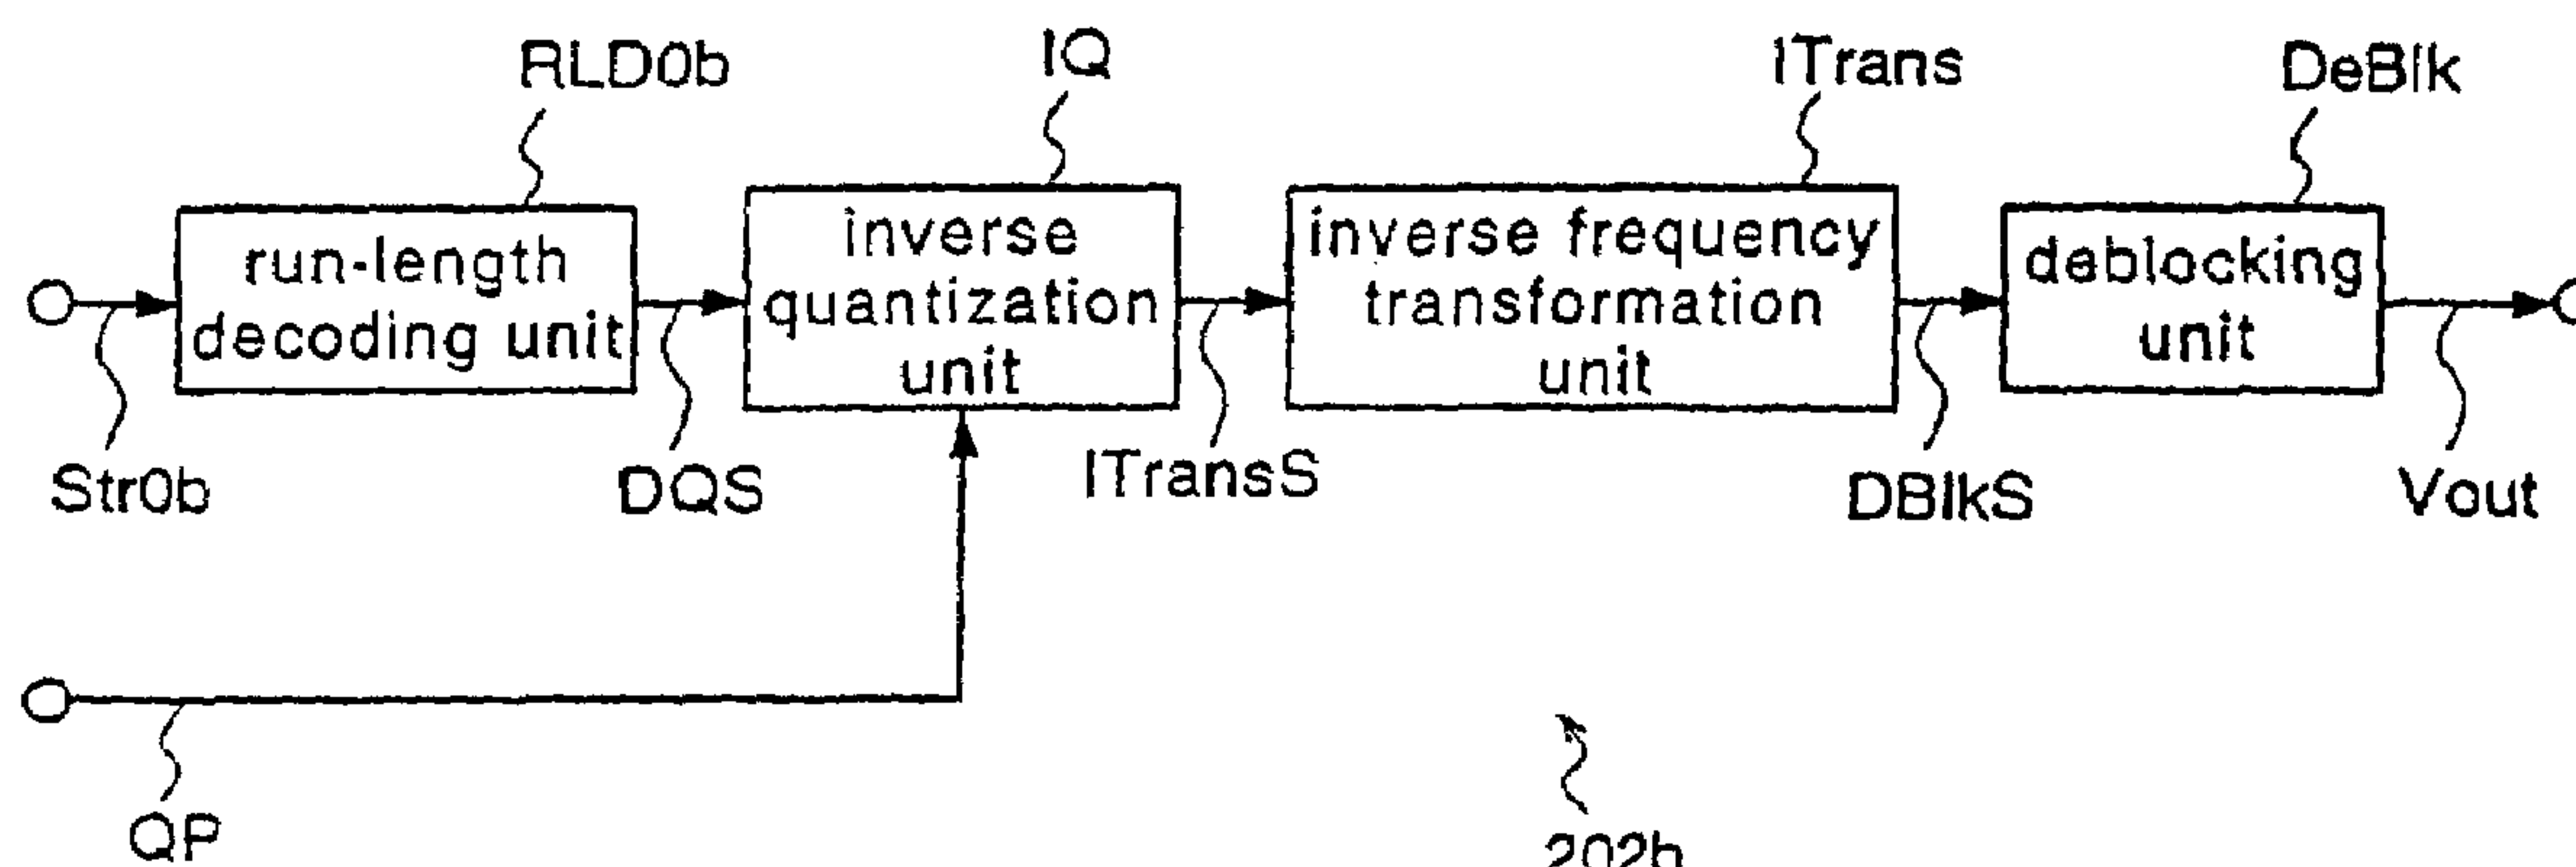 RLD0b
IQ
ITrans
DeBlk
run-length
decoding unit
inverse
quantization
unit
inverse frequency
transformation
unit
deblocking
unit
Str0b
DQS
ITransS
DBlkS
Vout
QP
202b